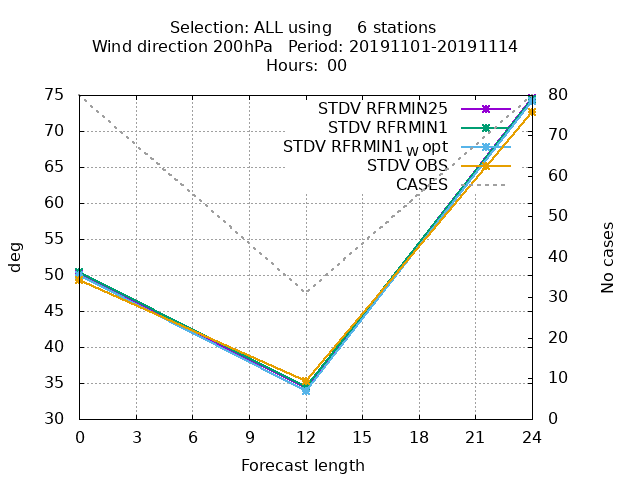 Selection: ALL using     6 stations
Wind direction 200hPa   Period: 20191101-20191114
Hours: 00
STDV RFRMIN25
STDV RFRMIN1
STDV RFRMIN1_W opt
STDV OBS
CASES
75
70
65
60
55
50
45
40
35
30
deg
80
70
60
50
40
30
20
10
0
No cases
0 3 6 9 12 15 18 21 24
Forecast length